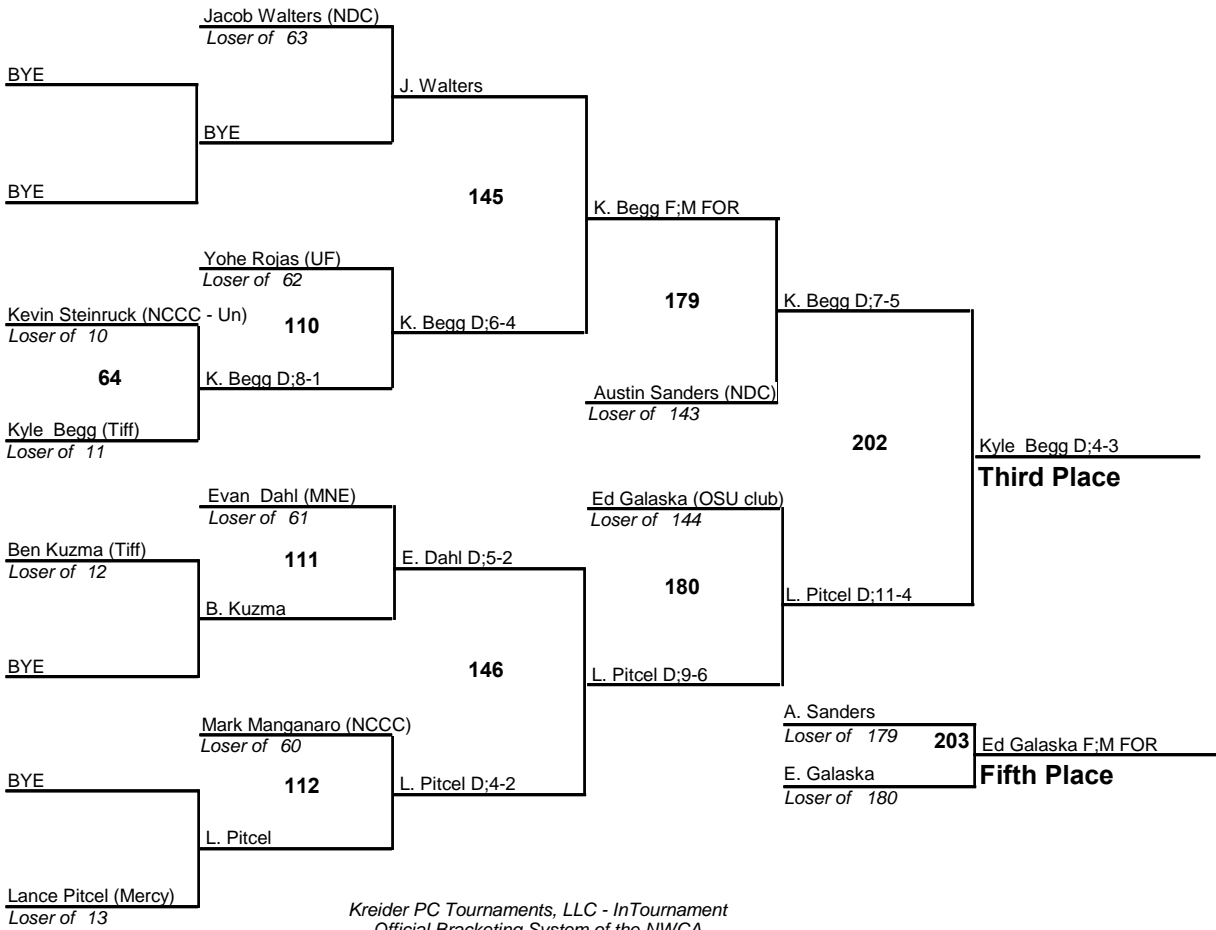 Jacob Walters (NDC)
Loser of 63
BYE
J. Walters
BYE
BYE
145
K. Begg F;M FOR
Yohe Rojas (UF)
Loser of 62
179
K. Begg D;7-5
Kevin Steinruck (NCCC - Un)
Loser of 10
110
K. Begg D;6-4
64
K. Begg D;8-1
Austin Sanders (NDC)
Loser of 143
Kyle Begg (Tiff)
Loser of 11
202
Kyle Begg D;4-3
Third Place
Evan Dahl (MNE)
Loser of 61
Ed Galaska (OSU club)
Loser of 144
Ben Kuzma (Tiff)
Loser of 12
111
E. Dahl D;5-2
180
B. Kuzma
L. Pitcel D;11-4
BYE
146
L. Pitcel D;9-6
Mark Manganaro (NCCC)
Loser of 60
A. Sanders
Loser of 179
203
Ed Galaska F;M FOR
Fifth Place
BYE
112
L. Pitcel D;4-2
E. Galaska
Loser of 180
L. Pitcel
Lance Pitcel (Mercy)
Loser of 13
Kreider PC Tournaments, LLC - InTournament
Official Bracketing System of the NWCA